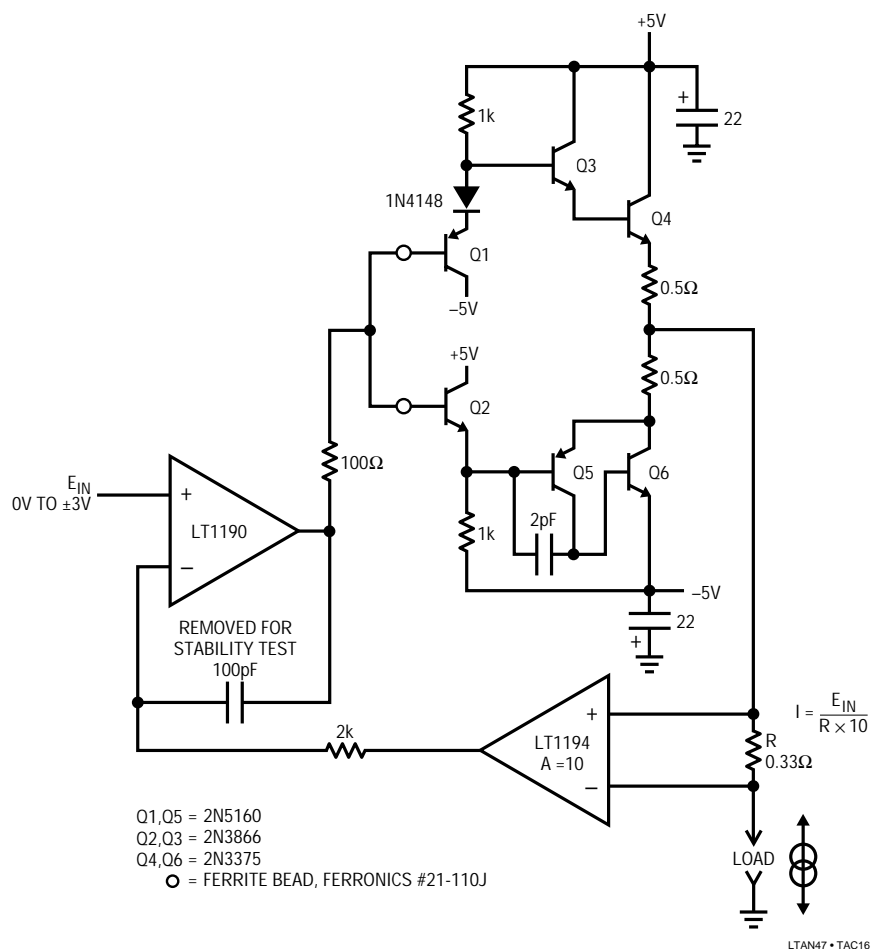 +5V
+
22
1k
Q3
1N4148
Q4
Q1
–5V
0.5Ω
+5V
0.5Ω
Q2
100Ω
Q5
Q6
E_IN
0V TO ±3V
+
LT1190
–
1k
2pF
–5V
22
+
REMOVED FOR
STABILITY TEST
100pF
2k
+
LT1194
A =10
–
I = E_IN
R × 10
R
0.33Ω
LOAD
Q1,Q5 = 2N5160
Q2,Q3 = 2N3866
Q4,Q6 = 2N3375
= FERRITE BEAD, FERRONICS #21-110J
LTAN47 • TAC16